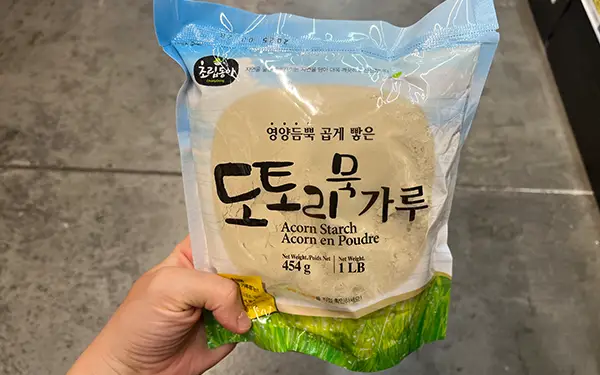 초립동이
영양듬뿍 곱게 빻은
도토리묵가루
Acorn Starch
Acorn en Poudre
Net Weight/Poids Net
454 g
Net Weight
1 LB